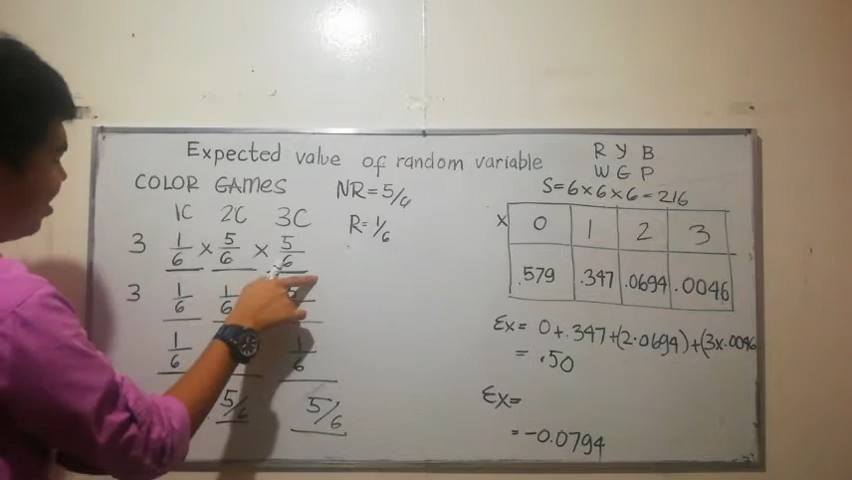 Expected value of random variable
COLOR GAMES
1C 2C 3C
3 1/6 × 5/6 × 5/6
3 1/6 1/6
1/6 1/6
5/6 5/6
NR = 5/6
R = 1/6
R Y B
W G P
S = 6 × 6 × 6 = 216
X 0 1 2 3
.579 .347 .0694 .0046
Ex = 0 + .347 + (2 · 0694) + (3 × .0046
= .50
Ex =
= -0.0794